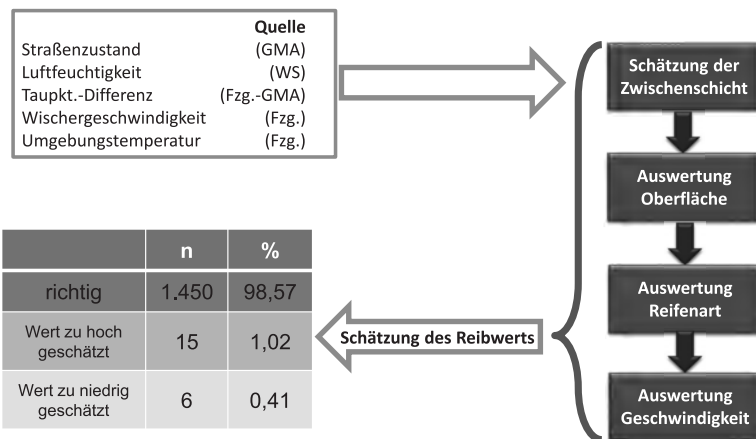 Quelle
Straßenzustand (GMA)
Luftfeuchtigkeit (WS)
Taupkt.-Differenz (Fzg.-GMA)
Wischergeschwindigkeit (Fzg.)
Umgebungstemperatur (Fzg.)
Schätzung der
Zwischenschicht
Auswertung
Oberfläche
Auswertung
Reifenart
Auswertung
Geschwindigkeit
Schätzung des Reibwerts
n %
richtig 1.450 98,57
Wert zu hoch
geschätzt 15 1,02
Wert zu niedrig
geschätzt 6 0,41